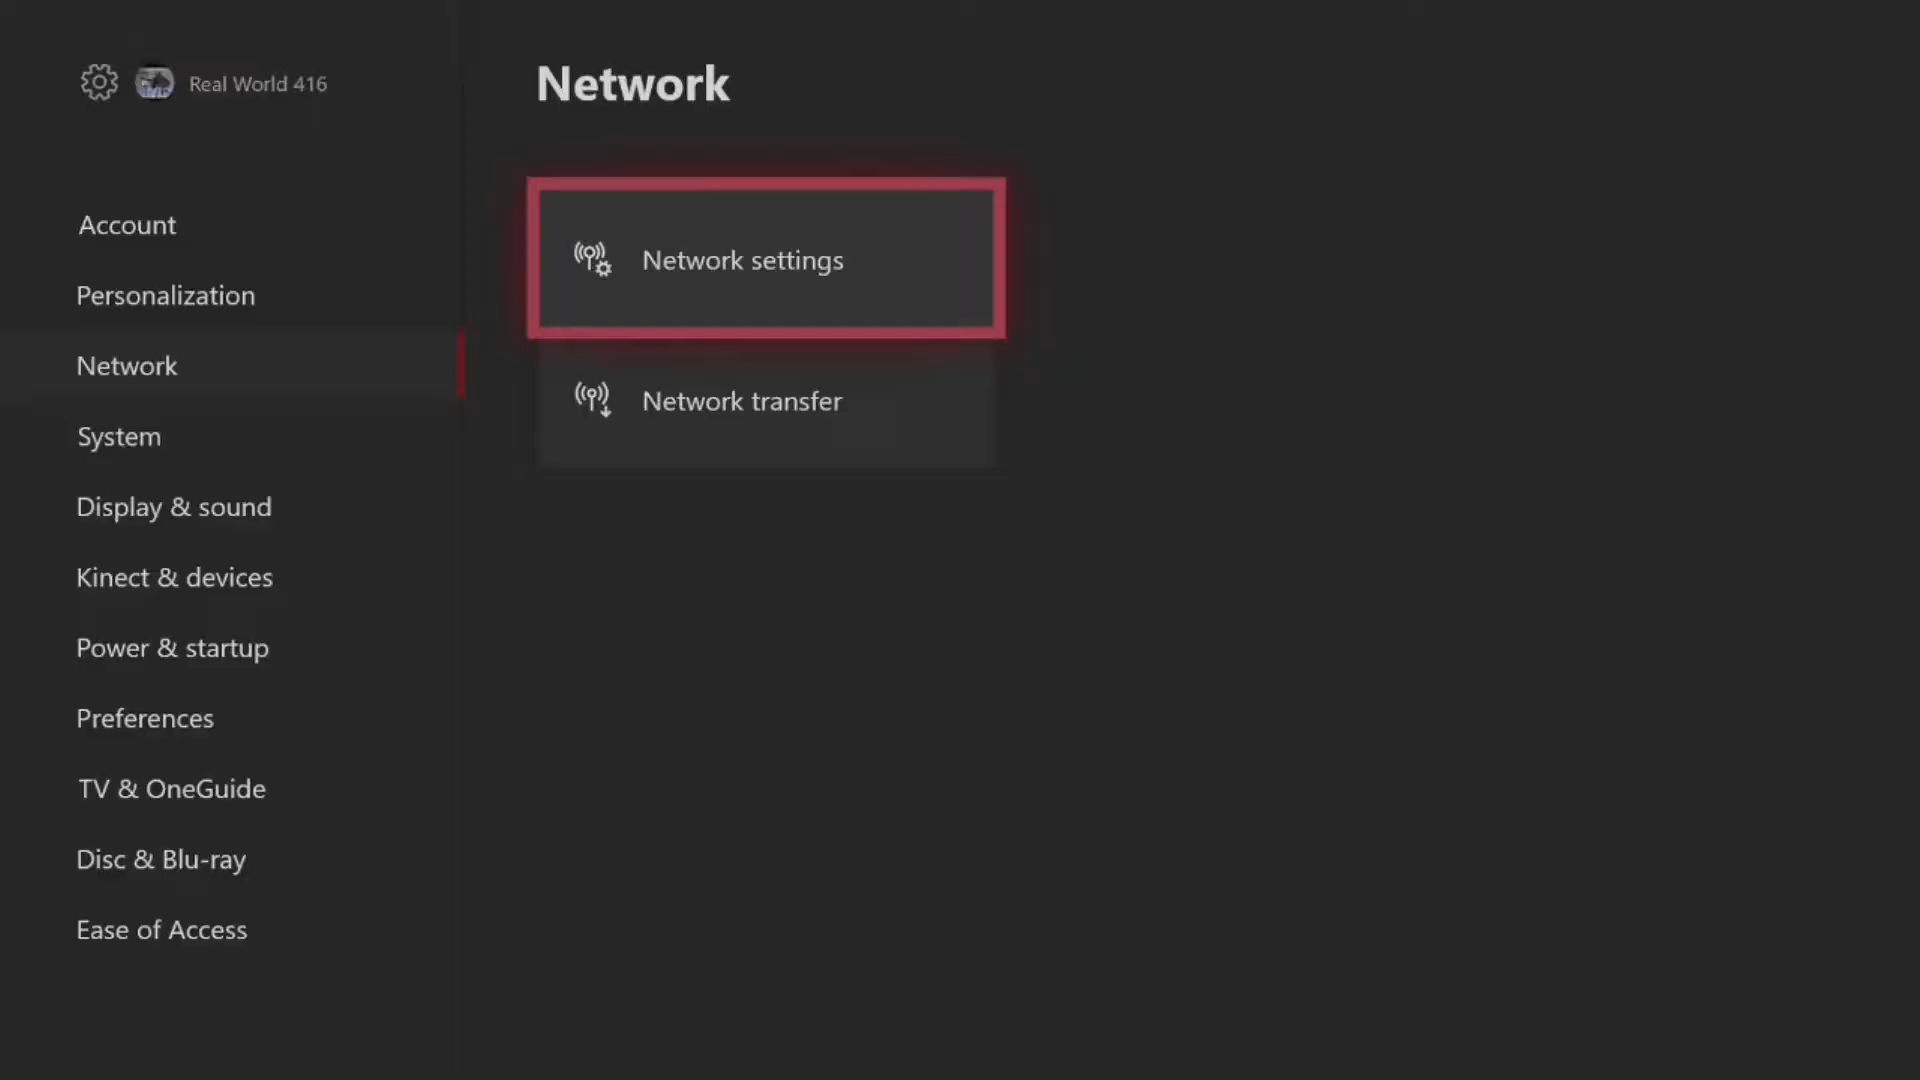 Real World 416
Network
Account
Personalization
Network
System
Display & sound
Kinect & devices
Power & startup
Preferences
TV & OneGuide
Disc & Blu-ray
Ease of Access
Network settings
Network transfer